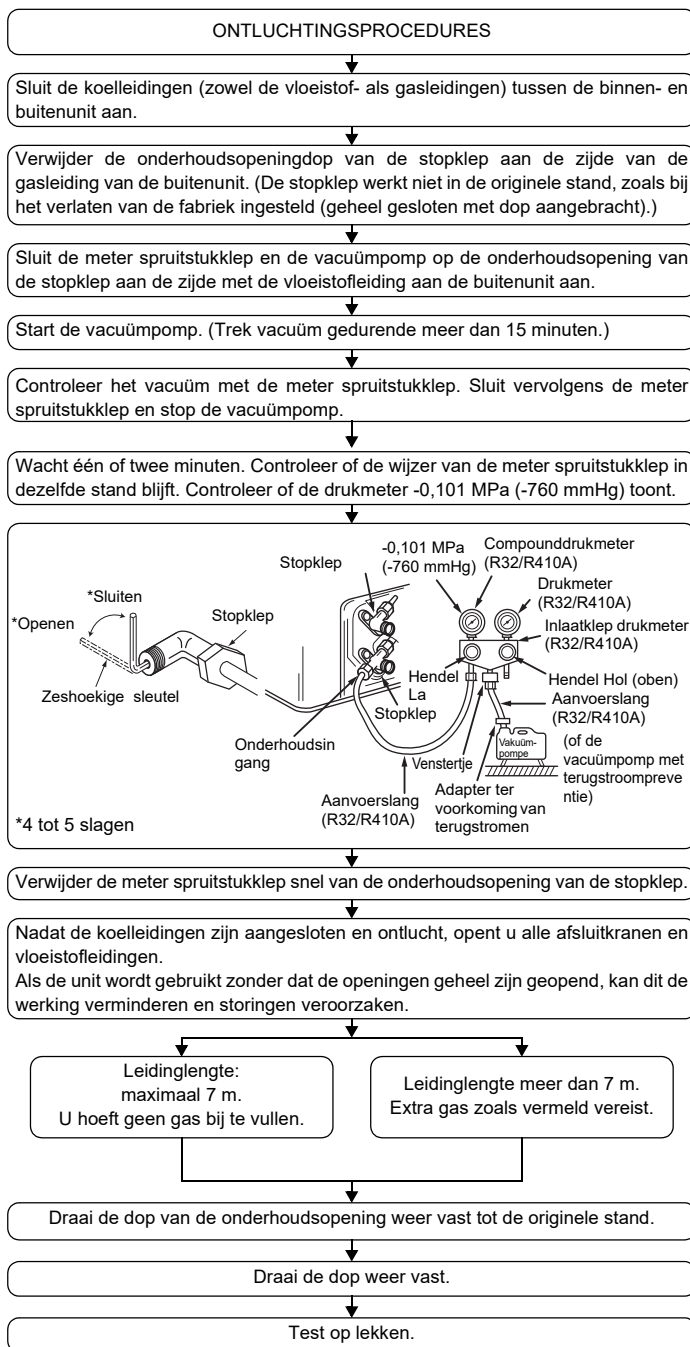 ONTLUCHTINGSPROCEDURES
Sluit de koelleidingen (zowel de vloeistof- als gasleidingen) tussen de binnen- en
buitenunit aan.
Verwijder de onderhoudsopeningdop van de stopklep aan de zijde van de
gasleiding van de buitenunit. (De stopklep werkt niet in de originele stand, zoals bij
het verlaten van de fabriek ingesteld (geheel gesloten met dop aangebracht).)
Sluit de meter spruitstukklep en de vacuümpomp op de onderhoudsopening van
de stopklep aan de zijde met de vloeistofleiding aan de buitenunit aan.
Start de vacuümpomp. (Trek vacuüm gedurende meer dan 15 minuten.)
Controleer het vacuüm met de meter spruitstukklep. Sluit vervolgens de meter
spruitstukklep en stop de vacuümpomp.
Wacht één of twee minuten. Controleer of de wijzer van de meter spruitstukklep in
dezelfde stand blijft. Controleer of de drukmeter -0,101 MPa (-760 mmHg) toont.
*Sluiten
*Openen
Stopklep
Zeshoekige sleutel
*4 tot 5 slagen
Stopklep
-0,101 MPa
(-760 mmHg)
Compounddrukmeter
(R32/R410A)
Drukmeter
(R32/R410A)
Inlaatklep drukmeter
(R32/R410A)
Hendel
La
Hendel Hol (oben)
Stopklep
Aanvoerslang
(R32/R410A)
Onderhoudsin
gang
Venstertje
Vakuüm-
pompe
(of de
vacuümpomp met
terugstroompreve
ntie)
Aanvoerslang
(R32/R410A)
Adapter ter
voorkoming van
terugstromen
Verwijder de meter spruitstukklep snel van de onderhoudsopening van de stopklep.
Nadat de koelleidingen zijn aangesloten en ontlucht, opent u alle afsluitkranen en
vloeistofleidingen.
Als de unit wordt gebruikt zonder dat de openingen geheel zijn geopend, kan dit de
werking verminderen en storingen veroorzaken.
Leidinglengte:
maximaal 7 m.
U hoeft geen gas bij te vullen.
Leidinglengte meer dan 7 m.
Extra gas zoals vermeld vereist.
Draai de dop van de onderhoudsopening weer vast tot de originele stand.
Draai de dop weer vast.
Test op lekken.